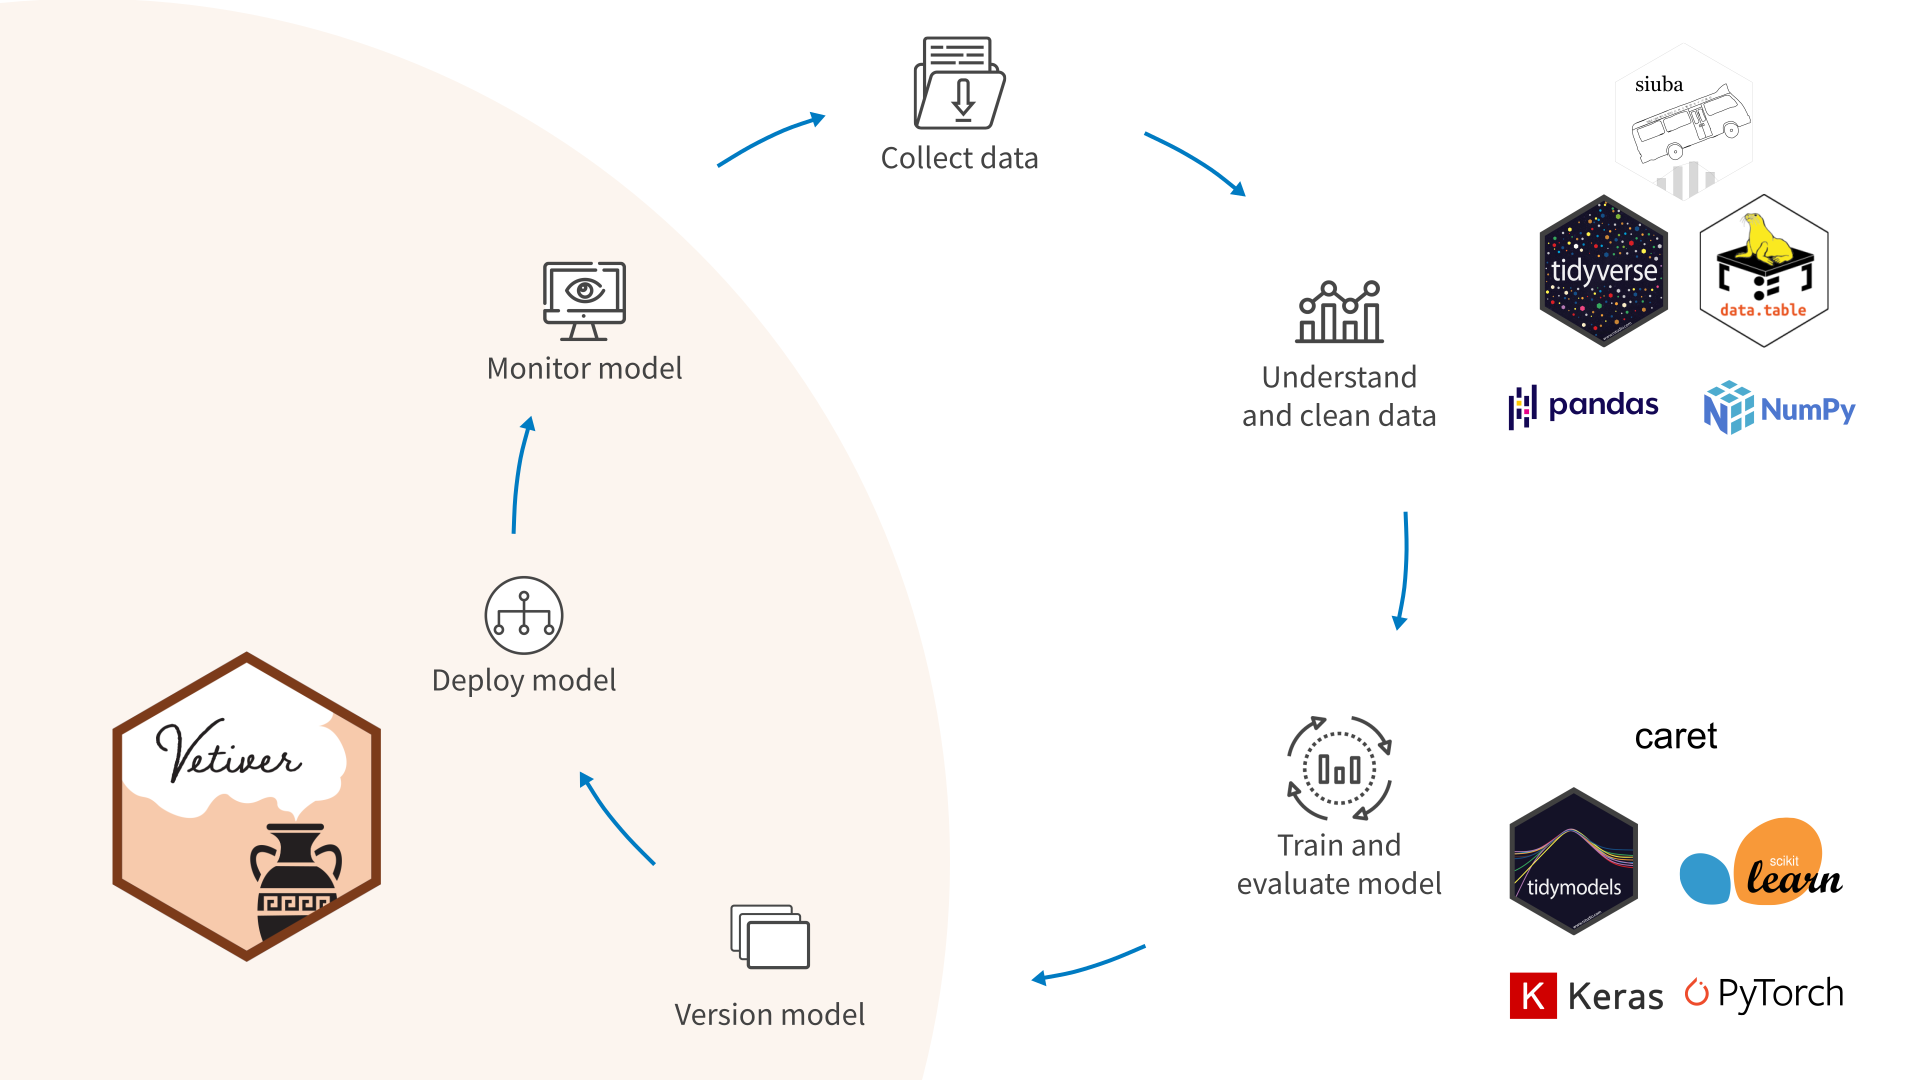 Collect data
siuba
tidyverse
data.table
Understand
and clean data
pandas
NumPy
Monitor model
Deploy model
Vetiver
Train and
evaluate model
caret
tidymodels
scikit
learn
K Keras
PyTorch
Version model